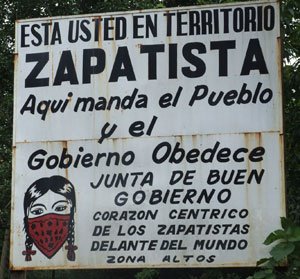 ESTA USTED EN TERRITORIO
ZAPATISTA
Aqui manda el Pueblo
y el
Gobierno Obedece
JUNTA DE BUEN
GOBIERNO
CORAZON CENTRICO
DE LOS ZAPATISTAS
DELANTE DEL MUNDO
ZONA ALTOS